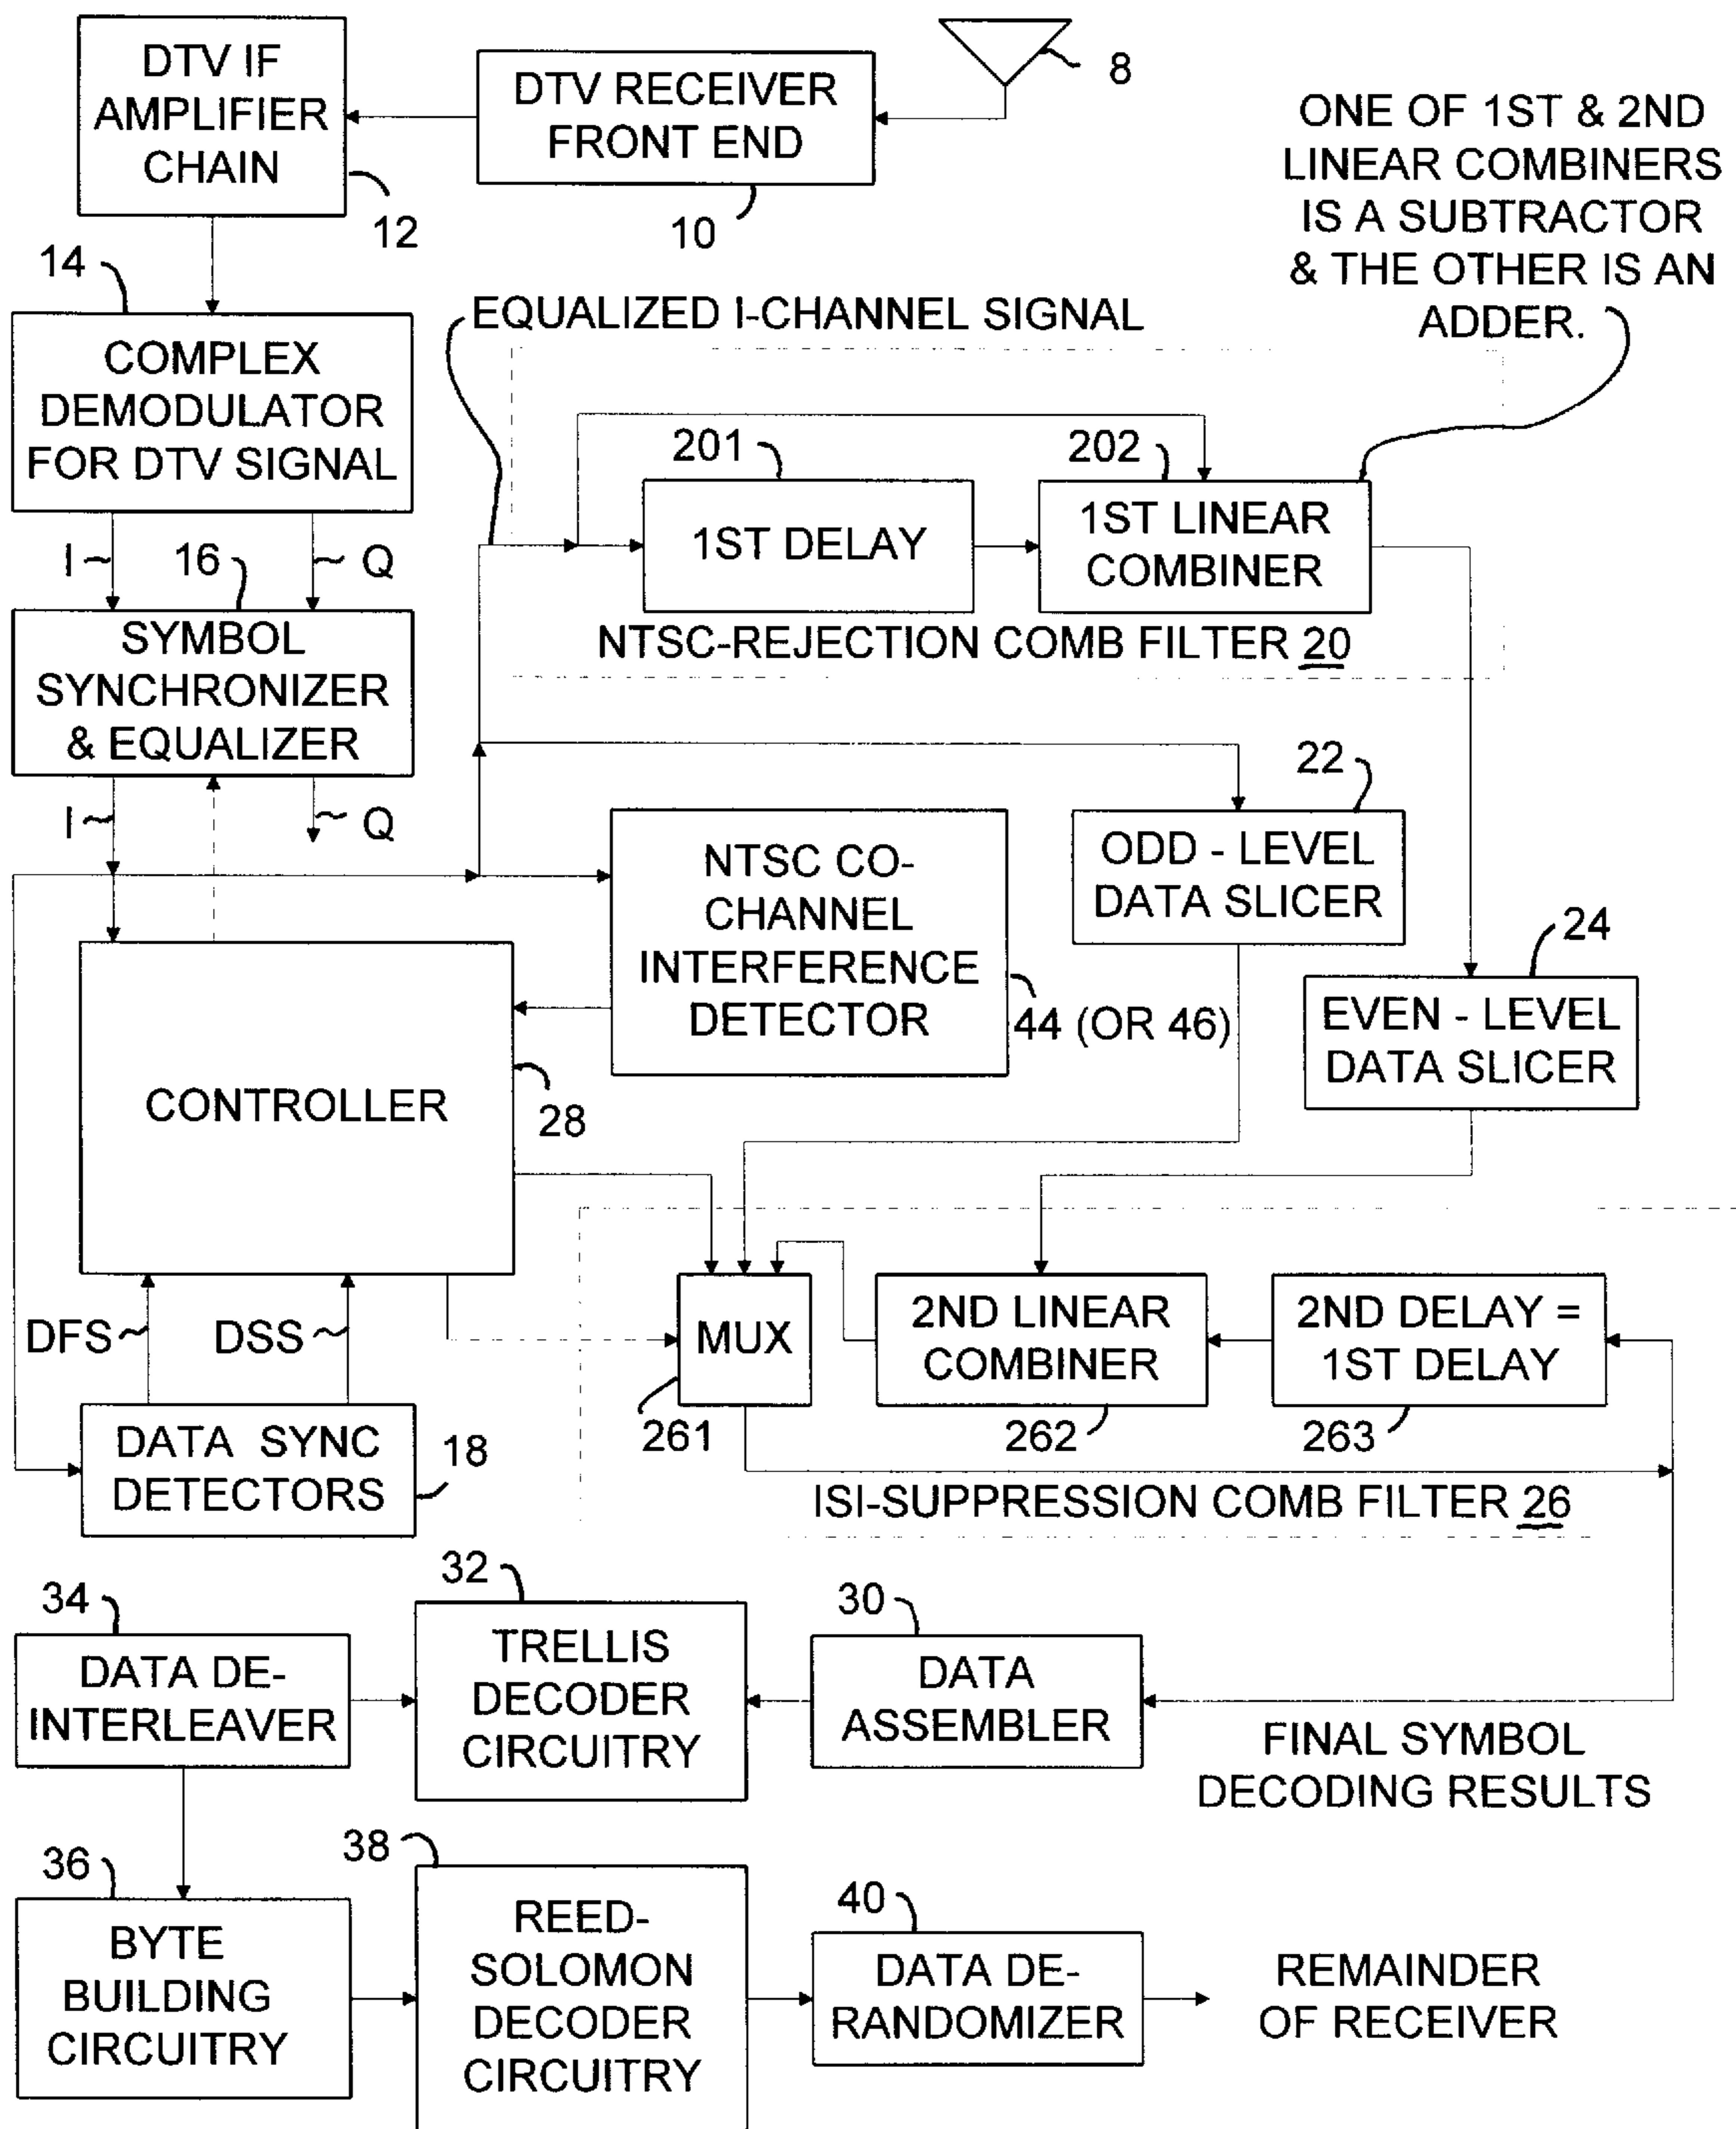 DTV IF
AMPLIFIER
CHAIN
12
DTV RECEIVER
FRONT END
10
8
ONE OF 1ST & 2ND
LINEAR COMBINERS
IS A SUBTRACTOR
& THE OTHER IS AN
ADDER.
14
COMPLEX
DEMODULATOR
FOR DTV SIGNAL
EQUALIZED I-CHANNEL SIGNAL
I
Q
16
201
1ST DELAY
202
1ST LINEAR
COMBINER
NTSC-REJECTION COMB FILTER 20
SYMBOL
SYNCHRONIZER
& EQUALIZER
I
Q
22
ODD - LEVEL
DATA SLICER
NTSC CO-
CHANNEL
INTERFERENCE
DETECTOR
44 (OR 46)
24
EVEN - LEVEL
DATA SLICER
CONTROLLER
28
DFS
DSS
MUX
261
2ND LINEAR
COMBINER
262
2ND DELAY =
1ST DELAY
263
DATA SYNC
DETECTORS
18
ISI-SUPPRESSION COMB FILTER 26
34
DATA DE-
INTERLEAVER
32
TRELLIS
DECODER
CIRCUITRY
30
DATA
ASSEMBLER
FINAL SYMBOL
DECODING RESULTS
36
BYTE
BUILDING
CIRCUITRY
38
REED-
SOLOMON
DECODER
CIRCUITRY
40
DATA DE-
RANDOMIZER
REMAINDER
OF RECEIVER